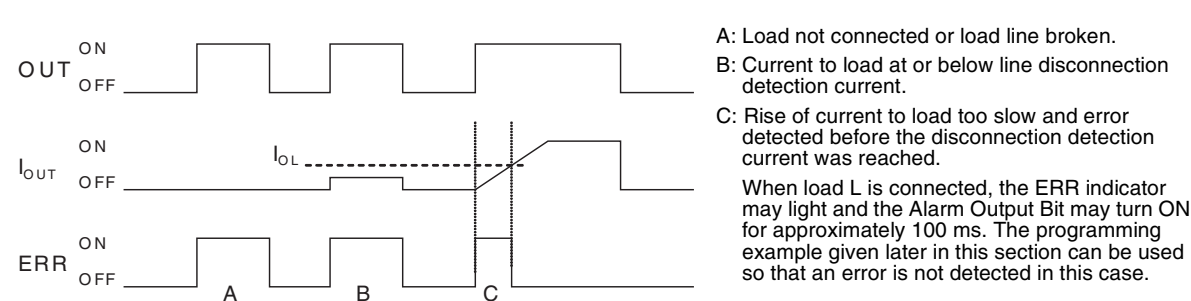 OUT
ON
OFF
IOUT
ON
OFF
IOL
ERR
ON
OFF
A
B
C
A: Load not connected or load line broken.
B: Current to load at or below line disconnection
detection current.
C: Rise of current to load too slow and error
detected before the disconnection detection
current was reached.
When load L is connected, the ERR indicator
may light and the Alarm Output Bit may turn ON
for approximately 100 ms. The programming
example given later in this section can be used
so that an error is not detected in this case.